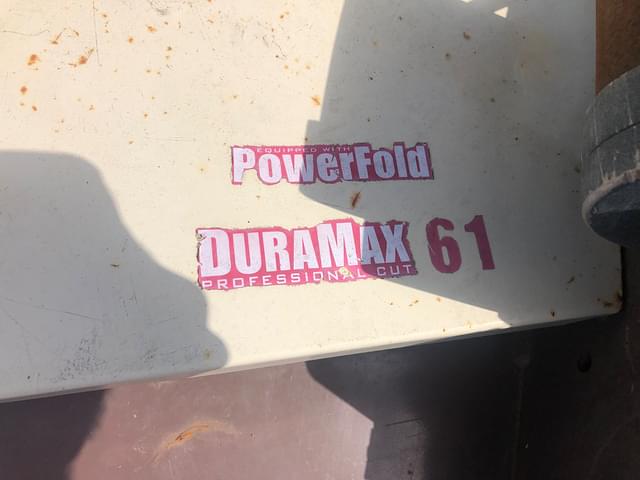 EQUIPPED WITH
PowerFold
DURAMAX 61
PROFESSIONAL CUT